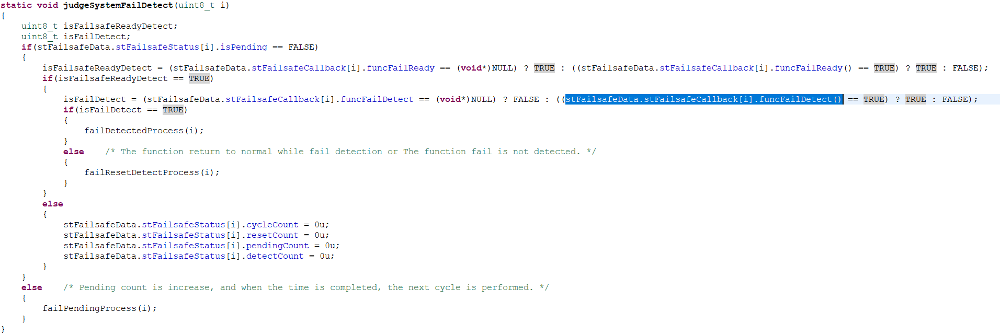 static void judgeSystemFailDetect(uint8_t i)
{
    uint8_t isFailsafeReadyDetect;
    uint8_t isFailDetect;
    if(stFailsafeData.stFailsafeStatus[i].isPending == FALSE)
    {
        isFailsafeReadyDetect = (stFailsafeData.stFailsafeCallback[i].funcFailReady == (void*)NULL) ? TRUE : ((stFailsafeData.stFailsafeCallback[i].funcFailReady() == TRUE) ? TRUE : FALSE);
        if(isFailsafeReadyDetect == TRUE)
        {
            isFailDetect = (stFailsafeData.stFailsafeCallback[i].funcFailDetect == (void*)NULL) ? FALSE : ((stFailsafeData.stFailsafeCallback[i].funcFailDetect() == TRUE) ? TRUE : FALSE);
            if(isFailDetect == TRUE)
            {
                failDetectedProcess(i);
            }
            else    /* The function return to normal while fail detection or The function fail is not detected. */
            {
                failResetDetectProcess(i);
            }
        }
        else
        {
            stFailsafeData.stFailsafeStatus[i].cycleCount = 0u;
            stFailsafeData.stFailsafeStatus[i].resetCount = 0u;
            stFailsafeData.stFailsafeStatus[i].pendingCount = 0u;
            stFailsafeData.stFailsafeStatus[i].detectCount = 0u;
        }
    }
    else    /* Pending count is increase, and when the time is completed, the next cycle is performed. */
    {
        failPendingProcess(i);
    }
}